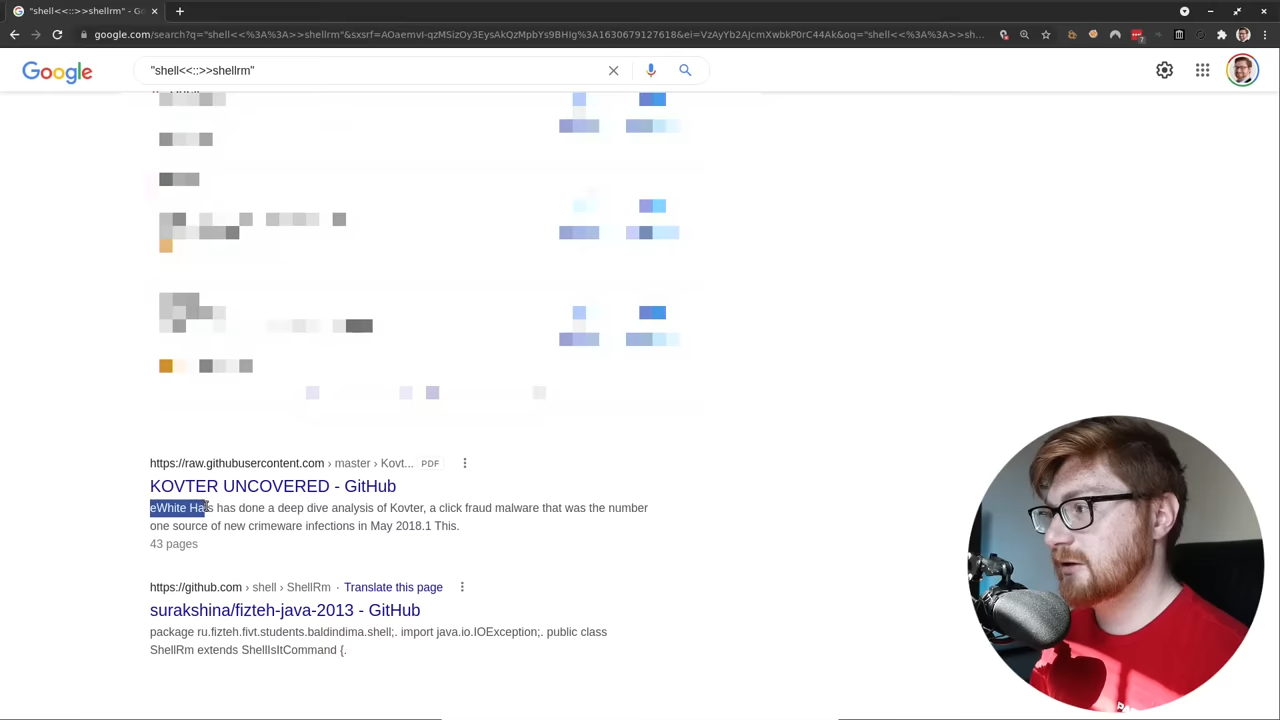 "shell<<::>>shellrm" - Go
google.com/search?q="shell<<%3A%3A>>shellrm"&sxsrf=AOaemvI-qzMSizOy3EysAkQzMpbYs9BHIg%3A1630679127618&ei=VzAyYb2AJcmXwbkP0rC44Ak&oq="shell<<%3A%3A>>sh...
7
Google
"shell<<::>>shellrm"
https://raw.githubusercontent.com › master › Kovt... PDF
KOVTER UNCOVERED - GitHub
eWhite Hats has done a deep dive analysis of Kovter, a click fraud malware that was the number
one source of new crimeware infections in May 2018.1 This.
43 pages
https://github.com › shell › ShellRm · Translate this page
surakshina/fizteh-java-2013 - GitHub
package ru.fizteh.fivt.students.baldindima.shell;. import java.io.IOException;. public class
ShellRm extends ShellIsItCommand {.